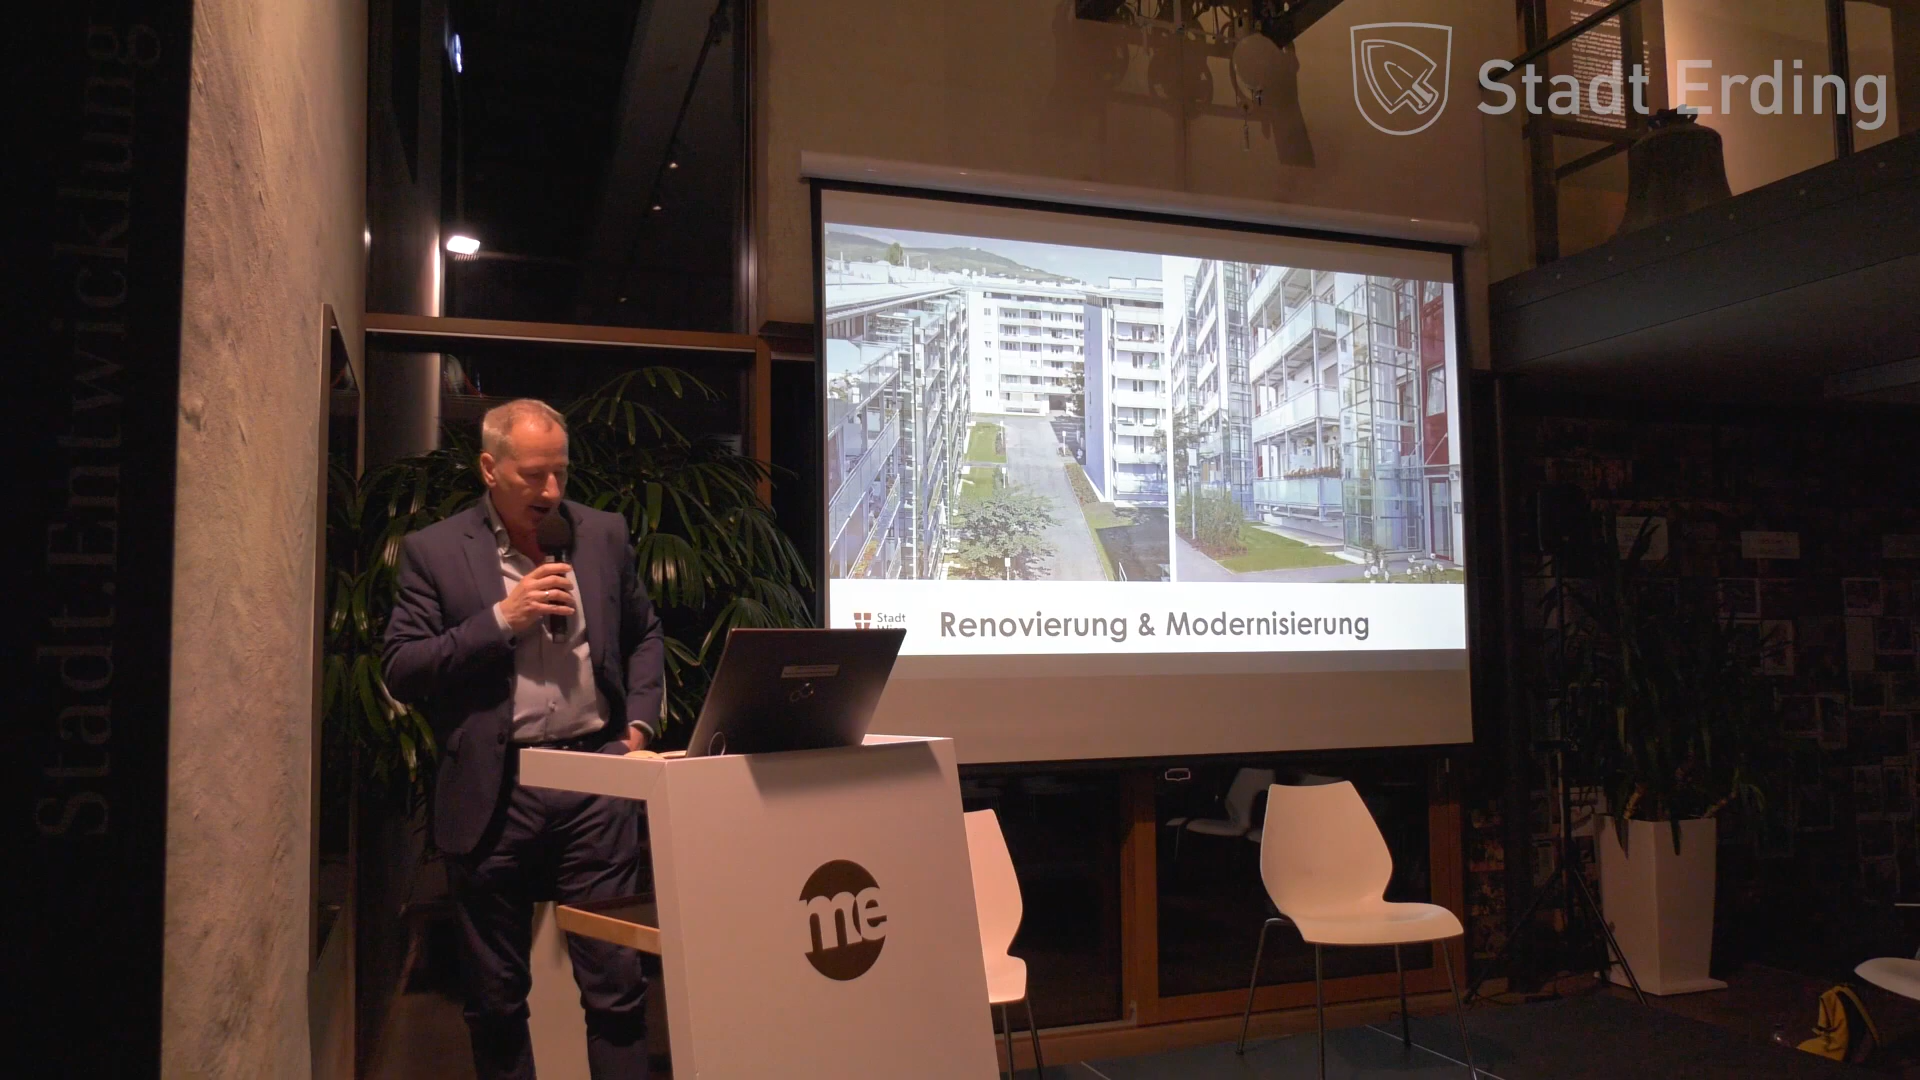 Stadt Erding
Stadt.Entwicklung
Stadt
Renovierung & Modernisierung
me